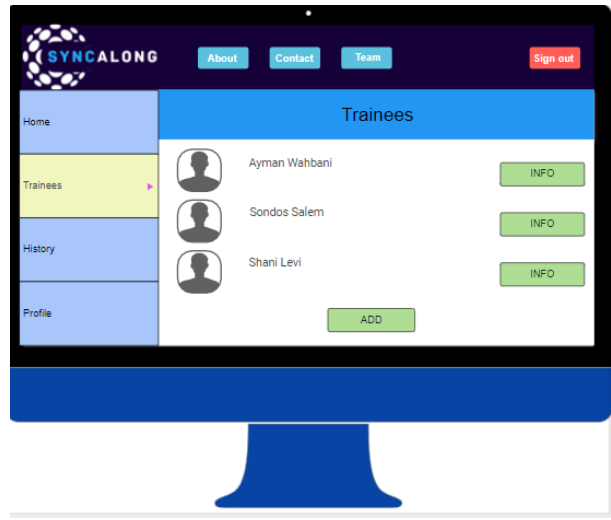 SYNCALONG
About
Contact
Team
Sign out
Home
Trainees
History
Profile
Trainees
Ayman Wahbani
INFO
Sondos Salem
INFO
Shani Levi
INFO
ADD